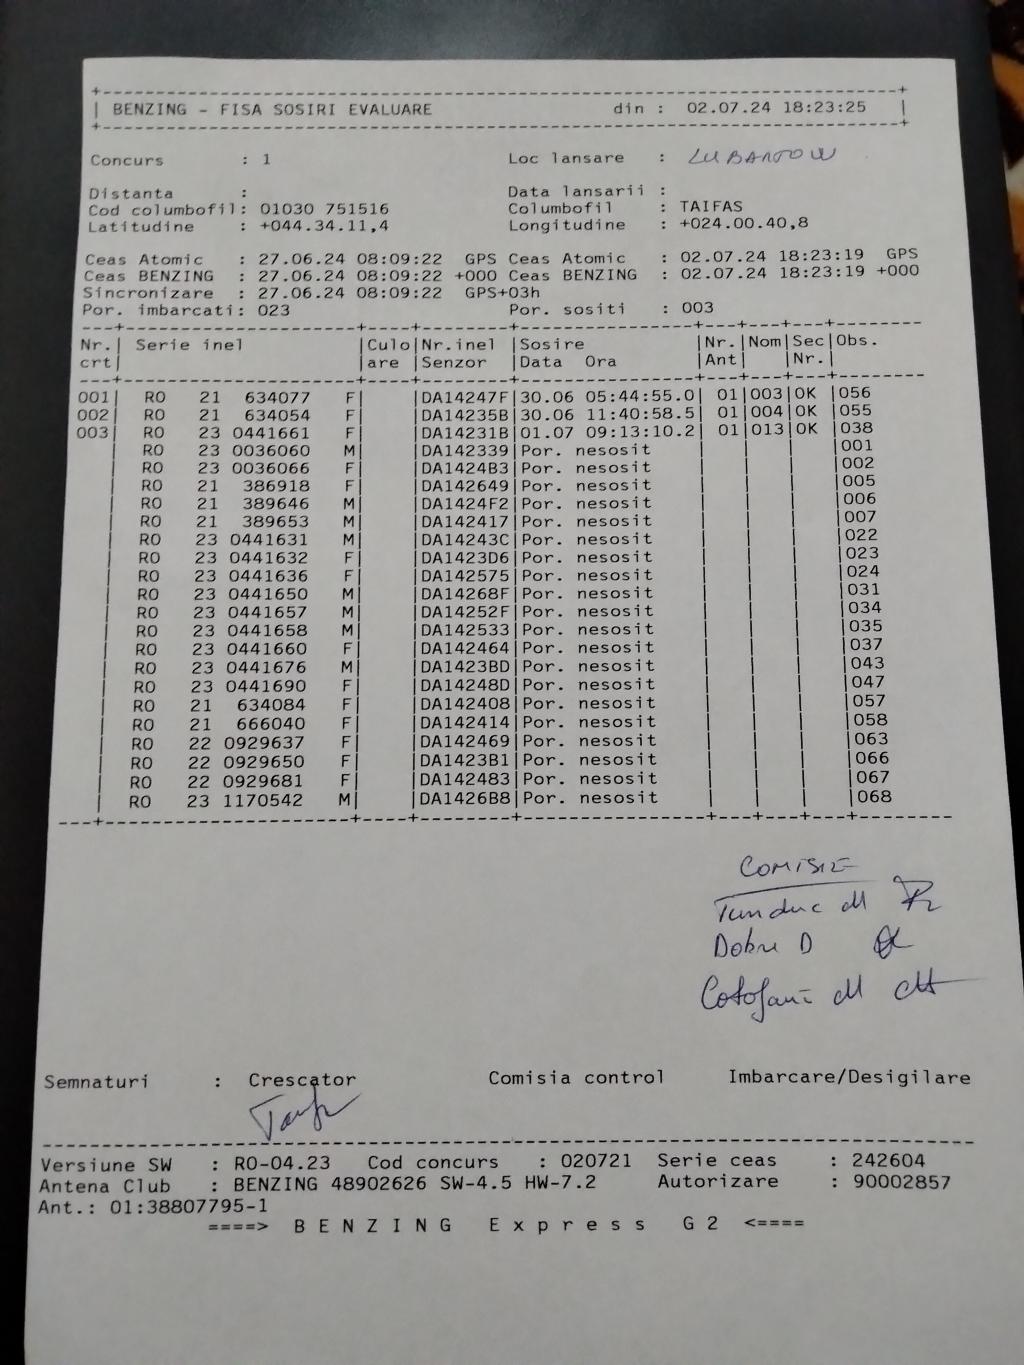 +------------------------------------------------------------------------------+
| BENZING - FISA SOSIRI EVALUARE din : 02.07.24 18:23:25 |
+------------------------------------------------------------------------------+
Concurs : 1 Loc lansare : LUBARTOW
Distanta : Data lansarii :
Cod columbofil: 01030 751516 Columbofil : TAIFAS
Latitudine : +044.34.11,4 Longitudine : +024.00.40,8
Ceas Atomic : 27.06.24 08:09:22 GPS Ceas Atomic : 02.07.24 18:23:19 GPS
Ceas BENZING : 27.06.24 08:09:22 +000 Ceas BENZING : 02.07.24 18:23:19 +000
Sincronizare : 27.06.24 08:09:22 GPS+03h
Por. imbarcati: 023 Por. sositi : 003
Nr.| Serie inel |Culo|Nr.inel|Sosire |Nr.|Nom|Sec|Obs.
crt| |are |Senzor |Data Ora |Ant| |Nr.|
001| RO 21 634077 F| |DA14247F|30.06 05:44:55.0| 01|003|OK |056
002| RO 21 634054 F| |DA14235B|30.06 11:40:58.5| 01|004|OK |055
003| RO 23 0441661 F| |DA14231B|01.07 09:13:10.2| 01|013|OK |038
| RO 23 0036060 M| |DA142339|Por. nesosit | | | |001
| RO 23 0036066 F| |DA1424B3|Por. nesosit | | | |002
| RO 21 386918 F| |DA142649|Por. nesosit | | | |005
| RO 21 389646 M| |DA1424F2|Por. nesosit | | | |006
| RO 21 389653 M| |DA142417|Por. nesosit | | | |007
| RO 23 0441631 M| |DA14243C|Por. nesosit | | | |022
| RO 23 0441632 F| |DA1423D6|Por. nesosit | | | |023
| RO 23 0441636 F| |DA142575|Por. nesosit | | | |024
| RO 23 0441650 M| |DA14268F|Por. nesosit | | | |031
| RO 23 0441657 M| |DA14252F|Por. nesosit | | | |034
| RO 23 0441658 M| |DA142533|Por. nesosit | | | |035
| RO 23 0441660 F| |DA142464|Por. nesosit | | | |037
| RO 23 0441676 M| |DA1423BD|Por. nesosit | | | |043
| RO 23 0441690 F| |DA14248D|Por. nesosit | | | |047
| RO 21 634084 F| |DA142408|Por. nesosit | | | |057
| RO 21 666040 F| |DA142414|Por. nesosit | | | |058
| RO 22 0929637 F| |DA142469|Por. nesosit | | | |063
| RO 22 0929650 F| |DA1423B1|Por. nesosit | | | |066
| RO 22 0929681 F| |DA142483|Por. nesosit | | | |067
| RO 23 1170542 M| |DA1426B8|Por. nesosit | | | |068
COMISIE
Tunduc M
Dobre D
Cotofana M
Semnaturi : Crescator Comisia control Imbarcare/Desigilare
Versiune SW : RO-04.23 Cod concurs : 020721 Serie ceas : 242604
Antena Club : BENZING 48902626 SW-4.5 HW-7.2 Autorizare : 90002857
Ant.: 01:38807795-1
====> B E N Z I N G E x p r e s s G 2 <====